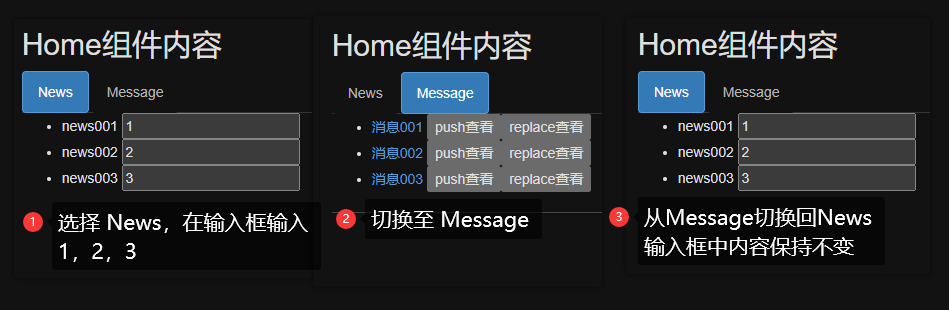 Home组件内容
News Message
news001 1
news002 2
news003 3
1 选择 News，在输入框输入
1，2，3
Home组件内容
News Message
消息001 push查看 replace查看
消息002 push查看 replace查看
消息003 push查看 replace查看
2 切换至 Message
Home组件内容
News Message
news001 1
news002 2
news003 3
3 从Message切换回News
输入框中内容保持不变